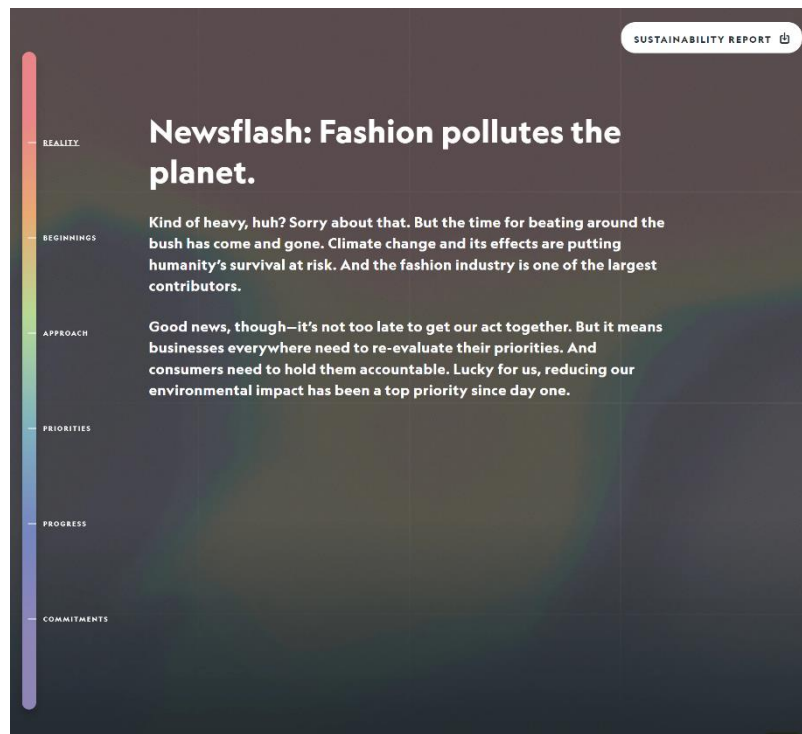 SUSTAINABILITY REPORT
Newsflash: Fashion pollutes the
planet.
Kind of heavy, huh? Sorry about that. But the time for beating around the
bush has come and gone. Climate change and its effects are putting
humanity’s survival at risk. And the fashion industry is one of the largest
contributors.
Good news, though—it’s not too late to get our act together. But it means
businesses everywhere need to re-evaluate their priorities. And
consumers need to hold them accountable. Lucky for us, reducing our
environmental impact has been a top priority since day one.
REALITY
BEGINNINGS
APPROACH
PRIORITIES
PROGRESS
COMMITMENTS